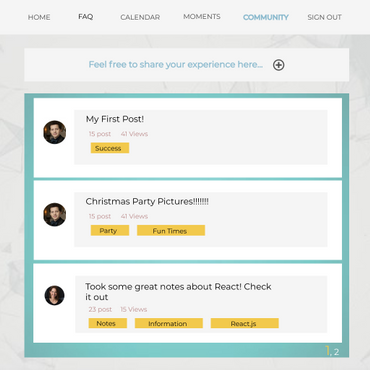 HOME FAQ CALENDAR MOMENTS COMMUNITY SIGN OUT
Feel free to share your experience here...
My First Post!
15 post 41 Views
Success
Christmas Party Pictures!!!!!!!
15 post 41 Views
Party Fun Times
Took some great notes about React! Check
it out
23 post 15 Views
Notes Information React.js
1, 2